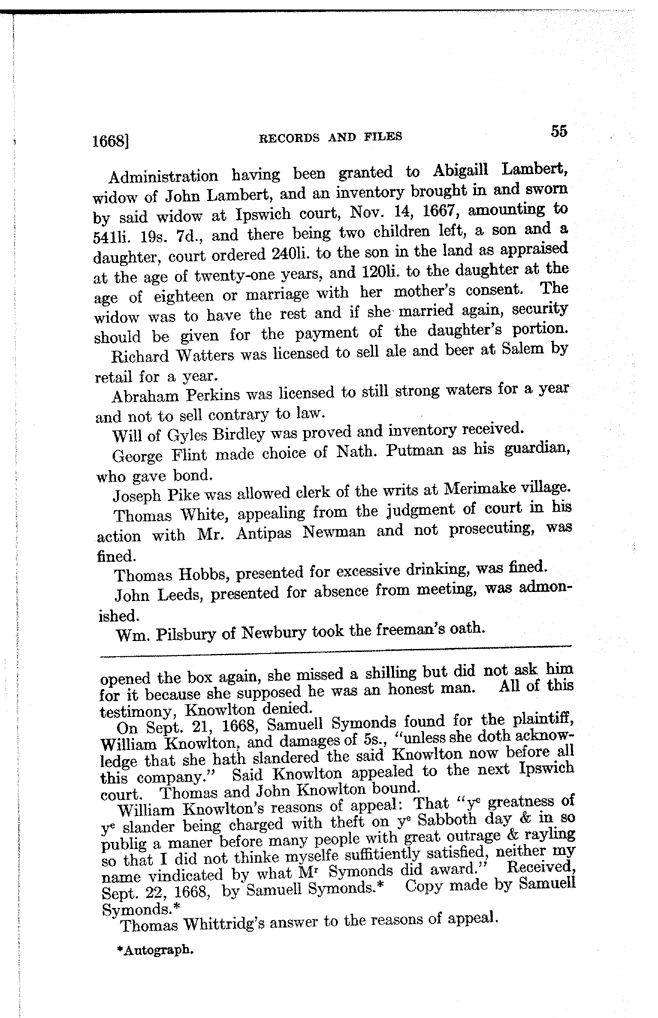 1668] RECORDS AND FILES 55
Administration having been granted to Abigaill Lambert,
widow of John Lambert, and an inventory brought in and sworn
by said widow at Ipswich court, Nov. 14, 1667, amounting to
541li. 19s. 7d., and there being two children left, a son and a
daughter, court ordered 240li. to the son in the land as appraised
at the age of twenty-one years, and 120li. to the daughter at the
age of eighteen or marriage with her mother's consent. The
widow was to have the rest and if she married again, security
should be given for the payment of the daughter's portion.
Richard Watters was licensed to sell ale and beer at Salem by
retail for a year.
Abraham Perkins was licensed to still strong waters for a year
and not to sell contrary to law.
Will of Gyles Birdley was proved and inventory received.
George Flint made choice of Nath. Putman as his guardian,
who gave bond.
Joseph Pike was allowed clerk of the writs at Merimake village.
Thomas White, appealing from the judgment of court in his
action with Mr. Antipas Newman and not prosecuting, was
fined.
Thomas Hobbs, presented for excessive drinking, was fined.
John Leeds, presented for absence from meeting, was admon-
ished.
Wm. Pilsbury of Newbury took the freeman's oath.
opened the box again, she missed a shilling but did not ask him
for it because she supposed he was an honest man. All of this
testimony, Knowlton denied.
On Sept. 21, 1668, Samuell Symonds found for the plaintiff,
William Knowlton, and damages of 5s., "unless she doth acknow-
ledge that she hath slandered the said Knowlton now before all
this company." Said Knowlton appealed to the next Ipswich
court. Thomas and John Knowlton bound.
William Knowlton's reasons of appeal: That "yᵉ greatness of
yᵉ slander being charged with theft on yᵉ Sabboth day & in so
publig a maner before many people with great outrage & rayling
so that I did not thinke myselfe suffitiently satisfied, neither my
name vindicated by what Mʳ Symonds did award." Received,
Sept. 22, 1668, by Samuell Symonds.* Copy made by Samuell
Symonds.*
Thomas Whittridg's answer to the reasons of appeal.
*Autograph.